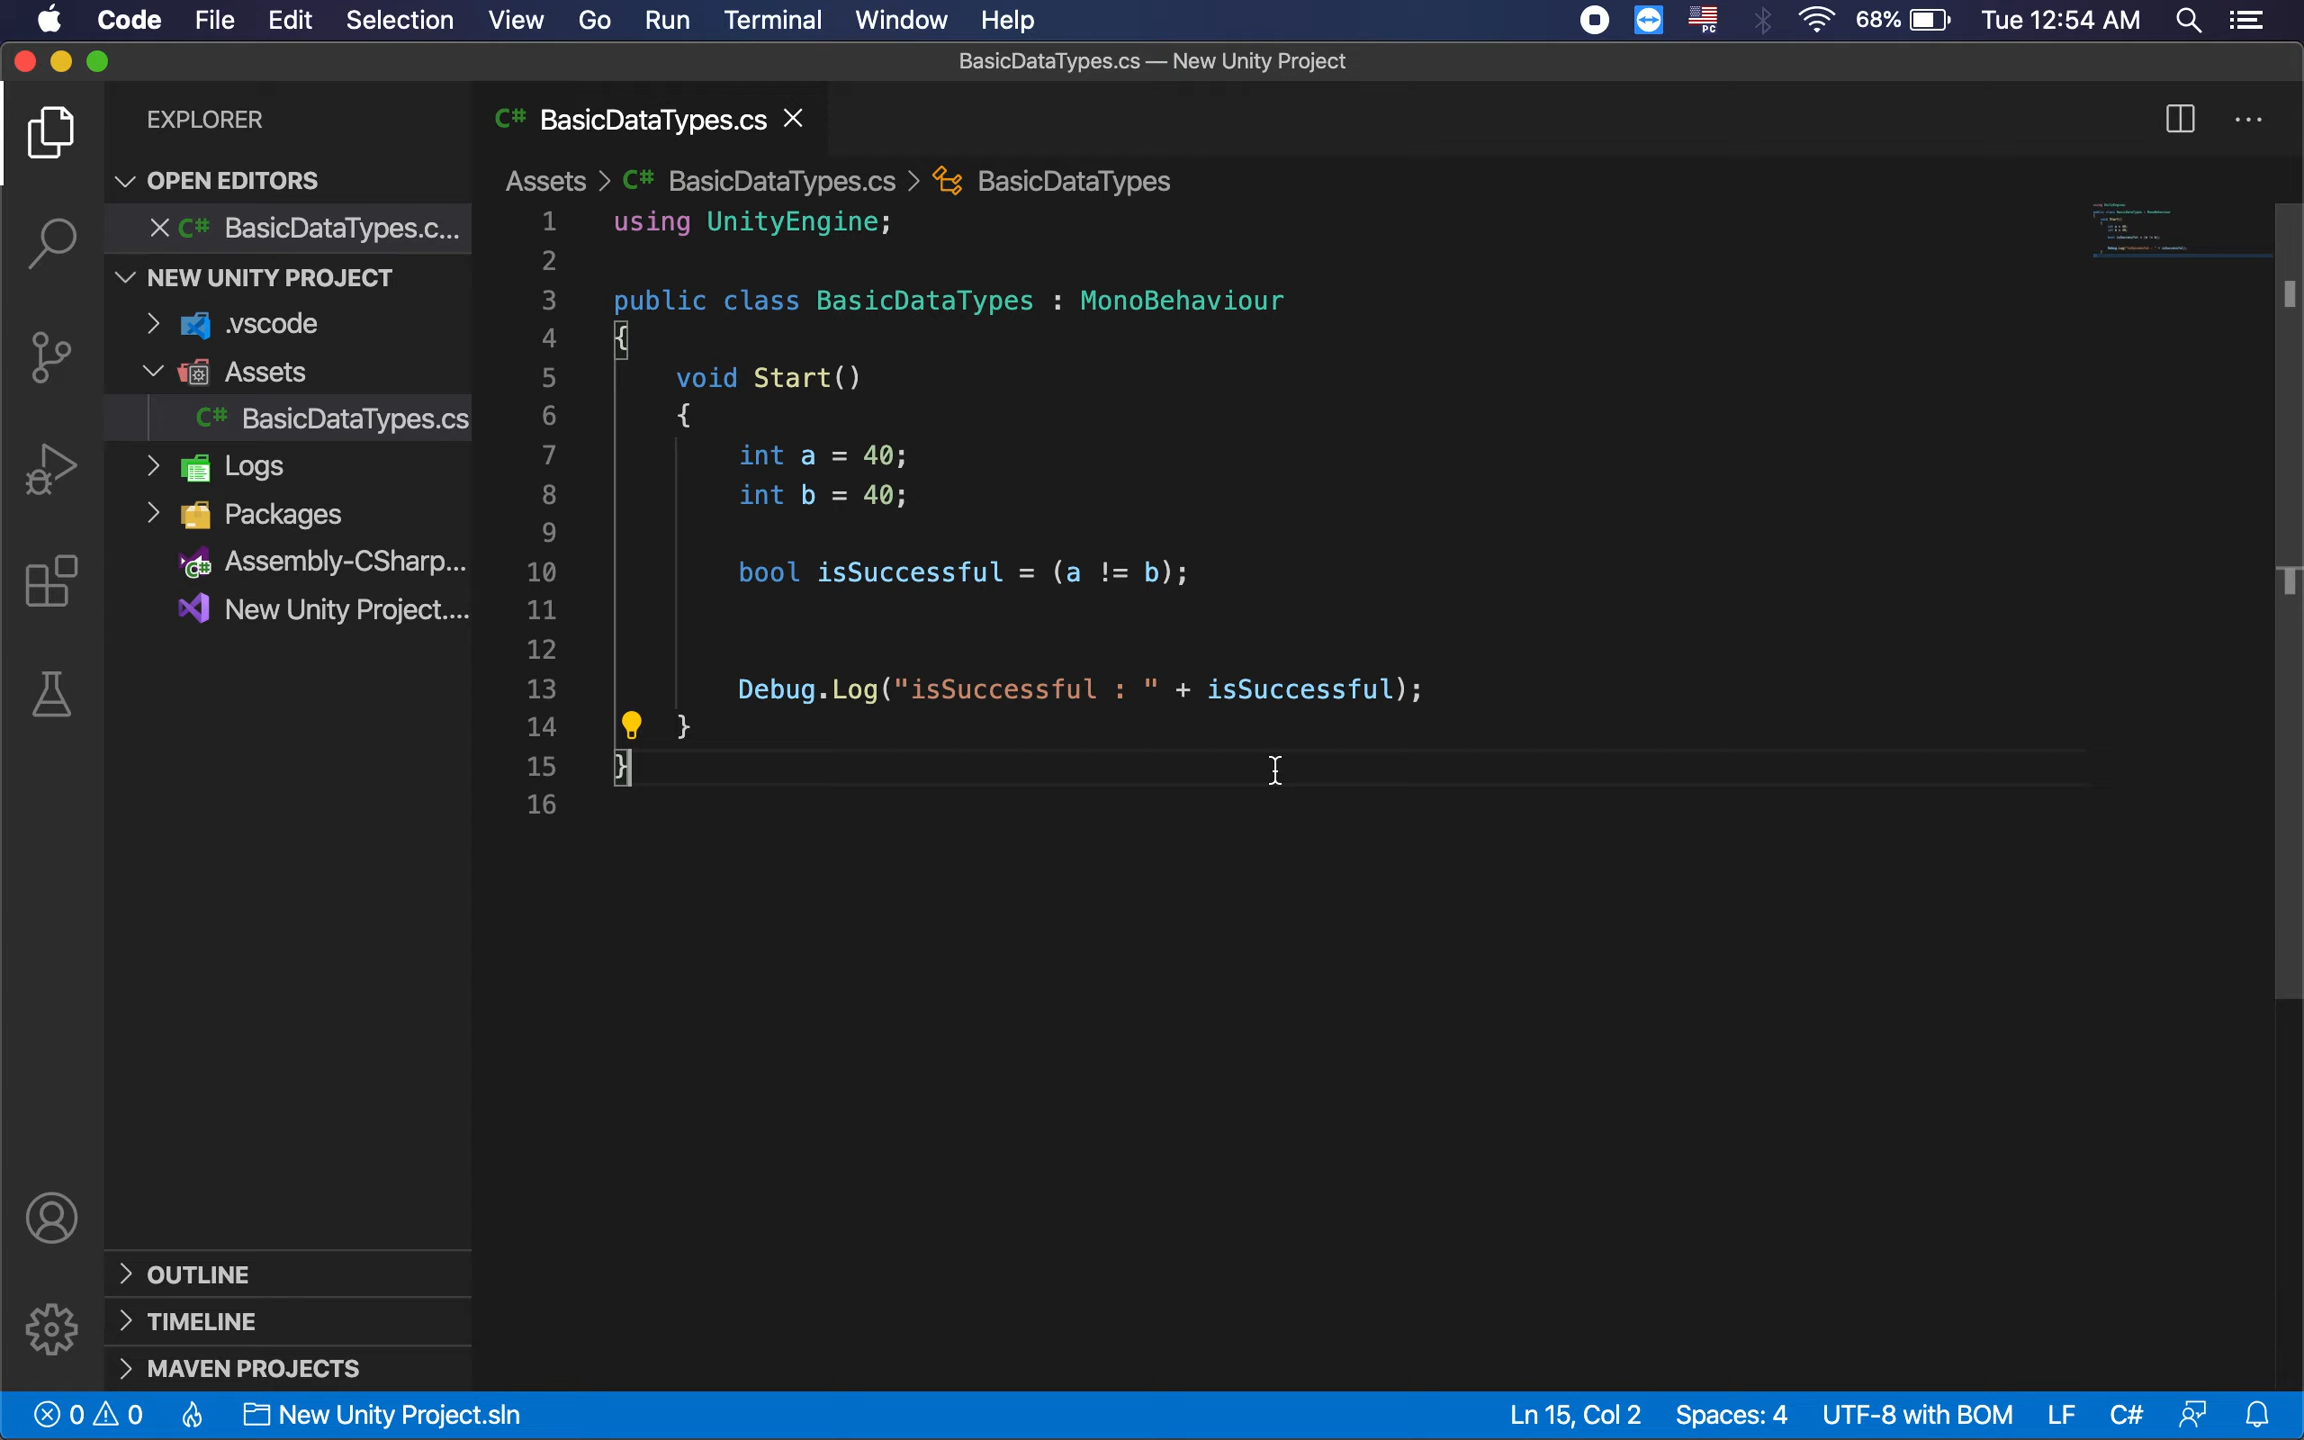 Code File Edit Selection View Go Run Terminal Window Help PC 68% Tue 12:54 AM
BasicDataTypes.cs — New Unity Project
EXPLORER
OPEN EDITORS
C# BasicDataTypes.c...
NEW UNITY PROJECT
.vscode
Assets
C# BasicDataTypes.cs
Logs
Packages
Assembly-CSharp...
New Unity Project....
OUTLINE
TIMELINE
MAVEN PROJECTS
C# BasicDataTypes.cs
Assets > C# BasicDataTypes.cs > BasicDataTypes
1 using UnityEngine;
2
3 public class BasicDataTypes : MonoBehaviour
4 {
5 void Start()
6 {
7 int a = 40;
8 int b = 40;
9
10 bool isSuccessful = (a != b);
11
12
13 Debug.Log("isSuccessful : " + isSuccessful);
14 }
15 }
16
0 0 New Unity Project.sln Ln 15, Col 2 Spaces: 4 UTF-8 with BOM LF C#